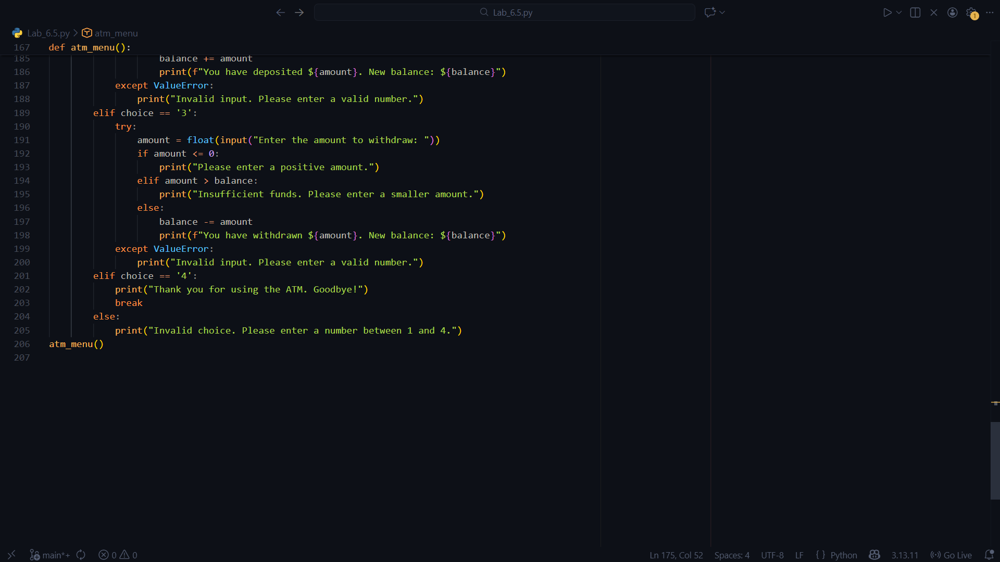 Lab_6.5.py
1
Lab_6.5.py > atm_menu
167 def atm_menu():
185 balance += amount
186 print(f"You have deposited ${amount}. New balance: ${balance}")
187 except ValueError:
188 print("Invalid input. Please enter a valid number.")
189 elif choice == '3':
190 try:
191 amount = float(input("Enter the amount to withdraw: "))
192 if amount <= 0:
193 print("Please enter a positive amount.")
194 elif amount > balance:
195 print("Insufficient funds. Please enter a smaller amount.")
196 else:
197 balance -= amount
198 print(f"You have withdrawn ${amount}. New balance: ${balance}")
199 except ValueError:
200 print("Invalid input. Please enter a valid number.")
201 elif choice == '4':
202 print("Thank you for using the ATM. Goodbye!")
203 break
204 else:
205 print("Invalid choice. Please enter a number between 1 and 4.")
206 atm_menu()
207
main*+ 0 0 Ln 175, Col 52 Spaces: 4 UTF-8 LF {} Python 3.13.11 Go Live